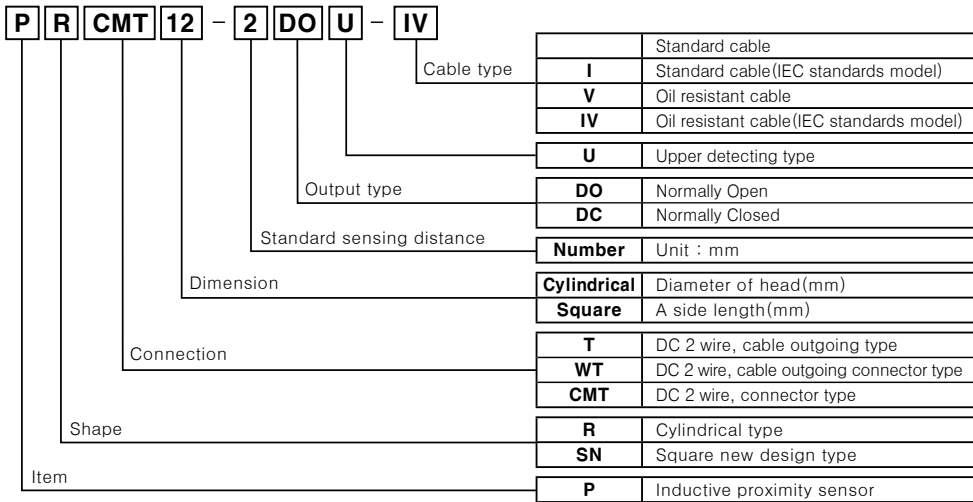 P R CMT 12 - 2 DO U - IV
Standard cable
Cable type
I Standard cable(IEC standards model)
V Oil resistant cable
IV Oil resistant cable(IEC standards model)
U Upper detecting type
Output type
DO Normally Open
DC Normally Closed
Standard sensing distance
Number Unit : mm
Dimension
Cylindrical Diameter of head(mm)
Square A side length(mm)
Connection
T DC 2 wire, cable outgoing type
WT DC 2 wire, cable outgoing connector type
CMT DC 2 wire, connector type
Shape
R Cylindrical type
SN Square new design type
Item
P Inductive proximity sensor